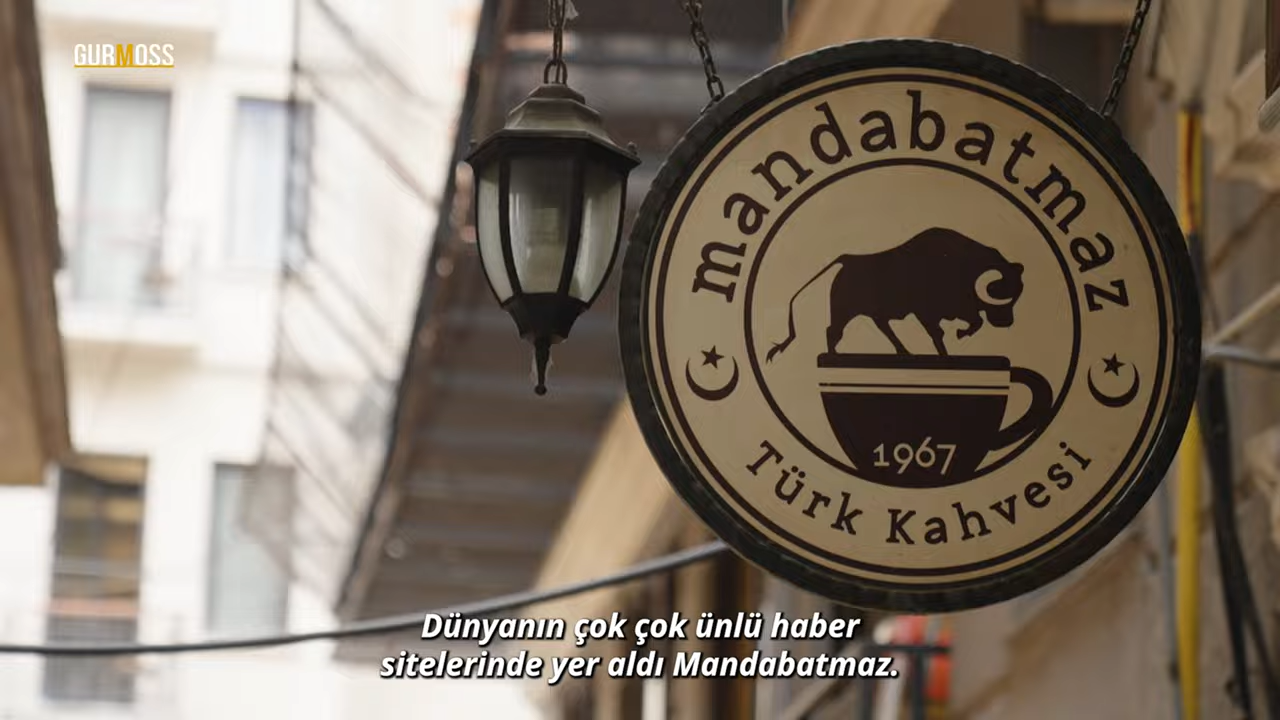 GURMOSS
mandabatmaz
1967
Türk Kahvesi
Dünyanın çok çok ünlü haber
sitelerinde yer aldı Mandabatmaz.